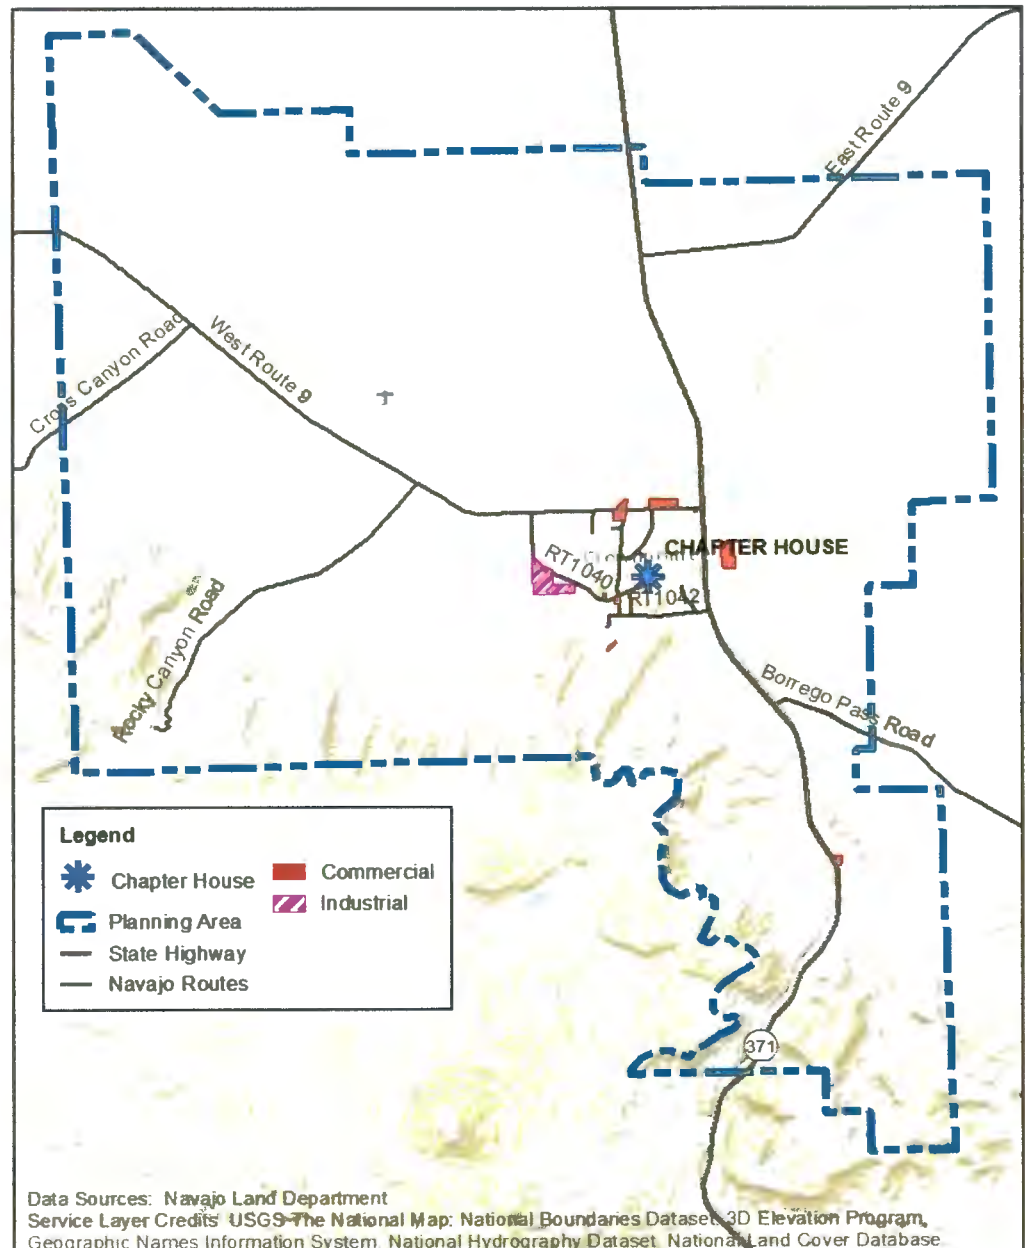 East Route 9
Cross Canyon Road
West Route 9
CHAPTER HOUSE
RT1040
RT1042
Rocky Canyon Road
Borrego Pass Road
Legend
Chapter House
Commercial
Planning Area
Industrial
State Highway
Navajo Routes
371
Data Sources: Navajo Land Department
Service Layer Credits: USGS The National Map: National Boundaries Dataset, 3D Elevation Program,
Geographic Names Information System, National Hydrography Dataset, National Land Cover Database